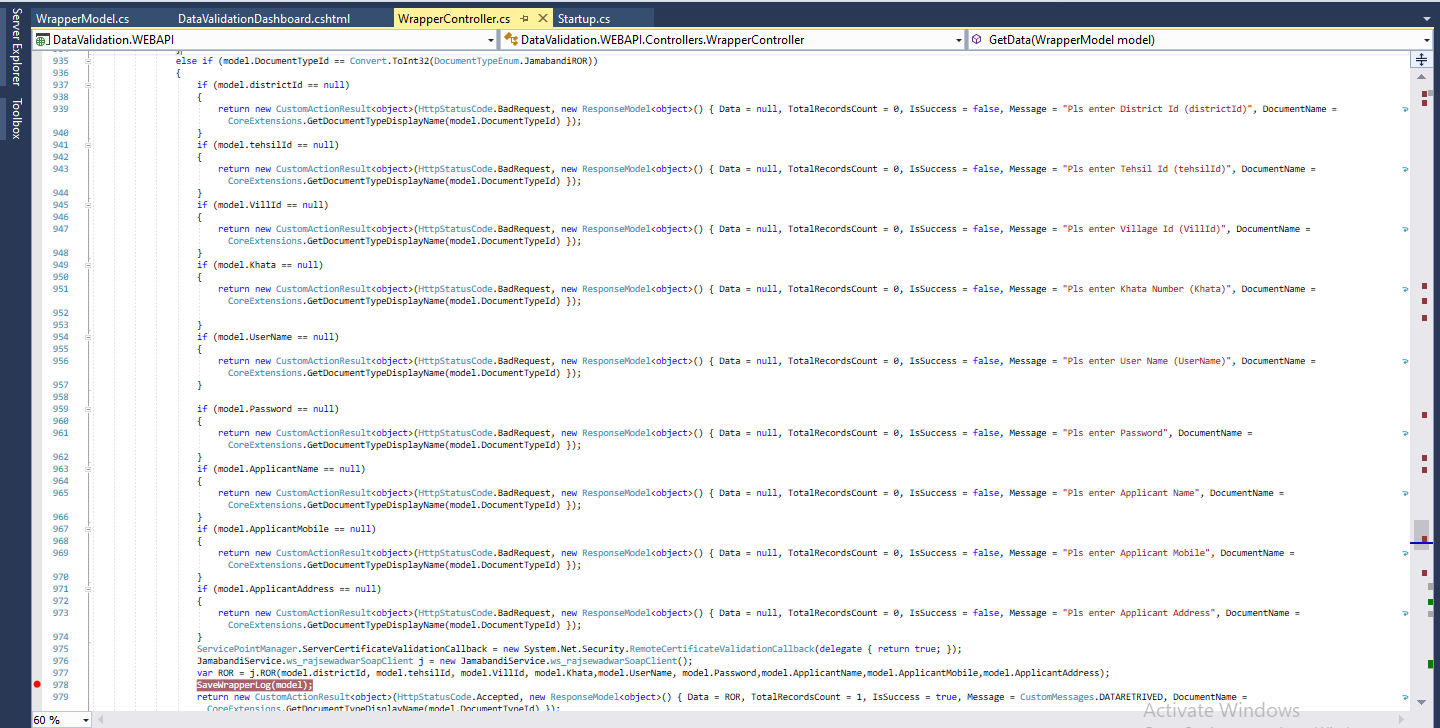 WrapperModel.cs DataValidationDashboard.cshtml WrapperController.cs Startup.cs
Server Explorer
Toolbox
DataValidation.WEBAPI DataValidation.WEBAPI.Controllers.WrapperController GetData(WrapperModel model)
935 else if (model.DocumentTypeId == Convert.ToInt32(DocumentTypeEnum.JamabandiROR))
936 {
937 if (model.districtId == null)
938 {
939 return new CustomActionResult<object>(HttpStatusCode.BadRequest, new ResponseModel<object>() { Data = null, TotalRecordsCount = 0, IsSuccess = false, Message = "Pls enter District Id (districtId)", DocumentName =
CoreExtensions.GetDocumentTypeDisplayName(model.DocumentTypeId) });
940 }
941 if (model.tehsilId == null)
942 {
943 return new CustomActionResult<object>(HttpStatusCode.BadRequest, new ResponseModel<object>() { Data = null, TotalRecordsCount = 0, IsSuccess = false, Message = "Pls enter Tehsil Id (tehsilId)", DocumentName =
CoreExtensions.GetDocumentTypeDisplayName(model.DocumentTypeId) });
944 }
945 if (model.VillId == null)
946 {
947 return new CustomActionResult<object>(HttpStatusCode.BadRequest, new ResponseModel<object>() { Data = null, TotalRecordsCount = 0, IsSuccess = false, Message = "Pls enter Village Id (VillId)", DocumentName =
CoreExtensions.GetDocumentTypeDisplayName(model.DocumentTypeId) });
948 }
949 if (model.Khata == null)
950 {
951 return new CustomActionResult<object>(HttpStatusCode.BadRequest, new ResponseModel<object>() { Data = null, TotalRecordsCount = 0, IsSuccess = false, Message = "Pls enter Khata Number (Khata)", DocumentName =
CoreExtensions.GetDocumentTypeDisplayName(model.DocumentTypeId) });
952
953 }
954 if (model.UserName == null)
955 {
956 return new CustomActionResult<object>(HttpStatusCode.BadRequest, new ResponseModel<object>() { Data = null, TotalRecordsCount = 0, IsSuccess = false, Message = "Pls enter User Name (UserName)", DocumentName =
CoreExtensions.GetDocumentTypeDisplayName(model.DocumentTypeId) });
957 }
958
959 if (model.Password == null)
960 {
961 return new CustomActionResult<object>(HttpStatusCode.BadRequest, new ResponseModel<object>() { Data = null, TotalRecordsCount = 0, IsSuccess = false, Message = "Pls enter Password", DocumentName =
CoreExtensions.GetDocumentTypeDisplayName(model.DocumentTypeId) });
962 }
963 if (model.ApplicantName == null)
964 {
965 return new CustomActionResult<object>(HttpStatusCode.BadRequest, new ResponseModel<object>() { Data = null, TotalRecordsCount = 0, IsSuccess = false, Message = "Pls enter Applicant Name", DocumentName =
CoreExtensions.GetDocumentTypeDisplayName(model.DocumentTypeId) });
966 }
967 if (model.ApplicantMobile == null)
968 {
969 return new CustomActionResult<object>(HttpStatusCode.BadRequest, new ResponseModel<object>() { Data = null, TotalRecordsCount = 0, IsSuccess = false, Message = "Pls enter Applicant Mobile", DocumentName =
CoreExtensions.GetDocumentTypeDisplayName(model.DocumentTypeId) });
970 }
971 if (model.ApplicantAddress == null)
972 {
973 return new CustomActionResult<object>(HttpStatusCode.BadRequest, new ResponseModel<object>() { Data = null, TotalRecordsCount = 0, IsSuccess = false, Message = "Pls enter Applicant Address", DocumentName =
CoreExtensions.GetDocumentTypeDisplayName(model.DocumentTypeId) });
974 }
975 ServicePointManager.ServerCertificateValidationCallback = new System.Net.Security.RemoteCertificateValidationCallback(delegate { return true; });
976 JamabandiService.ws_rajsewadwarSoapClient j = new JamabandiService.ws_rajsewadwarSoapClient();
977 var ROR = j.ROR(model.districtId, model.tehsilId, model.VillId, model.Khata,model.UserName, model.Password,model.ApplicantName,model.ApplicantMobile,model.ApplicantAddress);
978 SaveWrapperLog(model);
979 return new CustomActionResult<object>(HttpStatusCode.Accepted, new ResponseModel<object>() { Data = ROR, TotalRecordsCount = 1, IsSuccess = true, Message = CustomMessages.DATARETRIVED, DocumentName =
CoreExtensions.GetDocumentTypeDisplayName(model.DocumentTypeId) });
Activate Windows
60 %